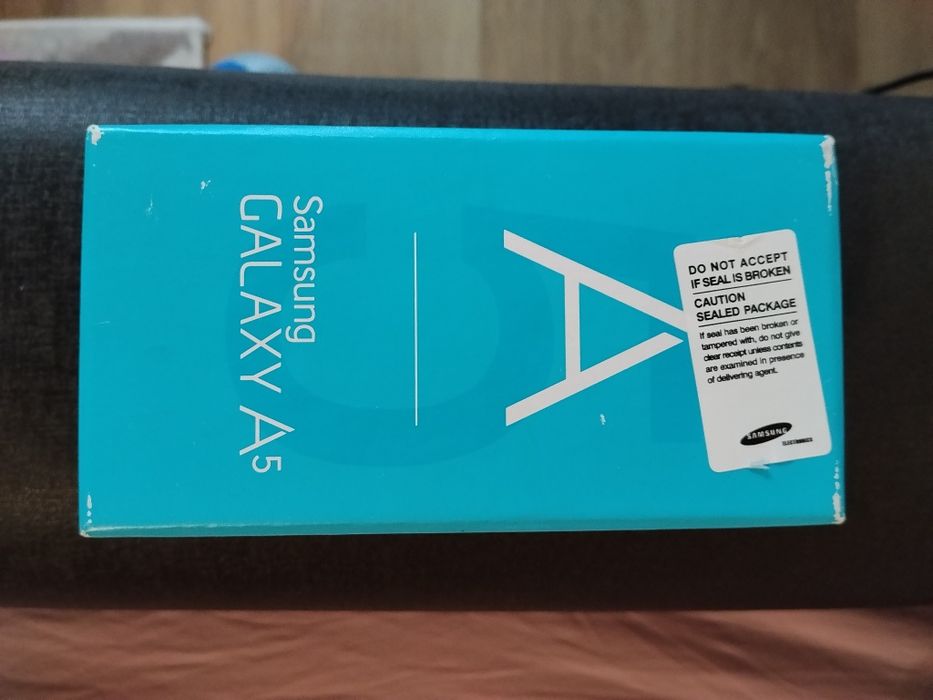 A
Samsung
GALAXY A5
DO NOT ACCEPT
IF SEAL IS BROKEN
CAUTION
SEALED PACKAGE
If seal has been broken or
tampered with, do not give
clear receipt unless contents
are examined in presence
of delivering agent.
SAMSUNG
ELECTRONICS